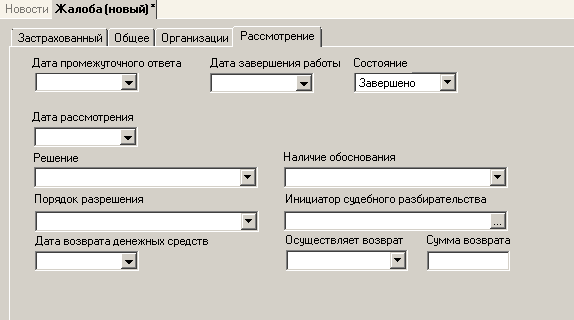 Новости Жалоба (новый)*
Застрахованный Общее Организации Рассмотрение
Дата промежуточного ответа Дата завершения работы Состояние
Завершено
Дата рассмотрения
Решение Наличие обоснования
Порядок разрешения Инициатор судебного разбирательства
...
Дата возврата денежных средств Осуществляет возврат Сумма возврата